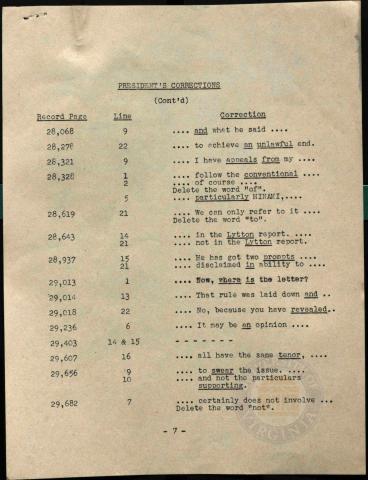 PRESIDENT'S CORRECTIONS
(Cont'd)
Record Page Line Correction
28,068 9 .... and what he said ....
28,278 22 .... to achieve an unlawful end.
28,321 9 .... I have appeals from my ....
28,328 1 .... follow the conventional ....
2 .... of course ....
Delete the word "of".
5 .... particularly MINAMI,....
28,619 21 .... We can only refer to it ....
Delete the word "to".
28,643 14 .... in the Lytton report. ....
21 .... not in the Lytton report.
28,937 15 .... He has got two prompts ....
21 .... disclaimed in ability to ....
29,013 1 .... Now, where is the letter?
29,014 13 .... That rule was laid down and ..
29,018 22 .... No, because you have revealed..
29,236 6 .... It may be an opinion ....
29,403 14 & 15 - - - - - - -
29,607 16 .... all have the same tenor, ....
29,656 9 .... to swear the issue. ....
10 .... and not the particulars
supporting.
29,682 7 .... certainly does not involve ...
Delete the word "not".
- 7 -